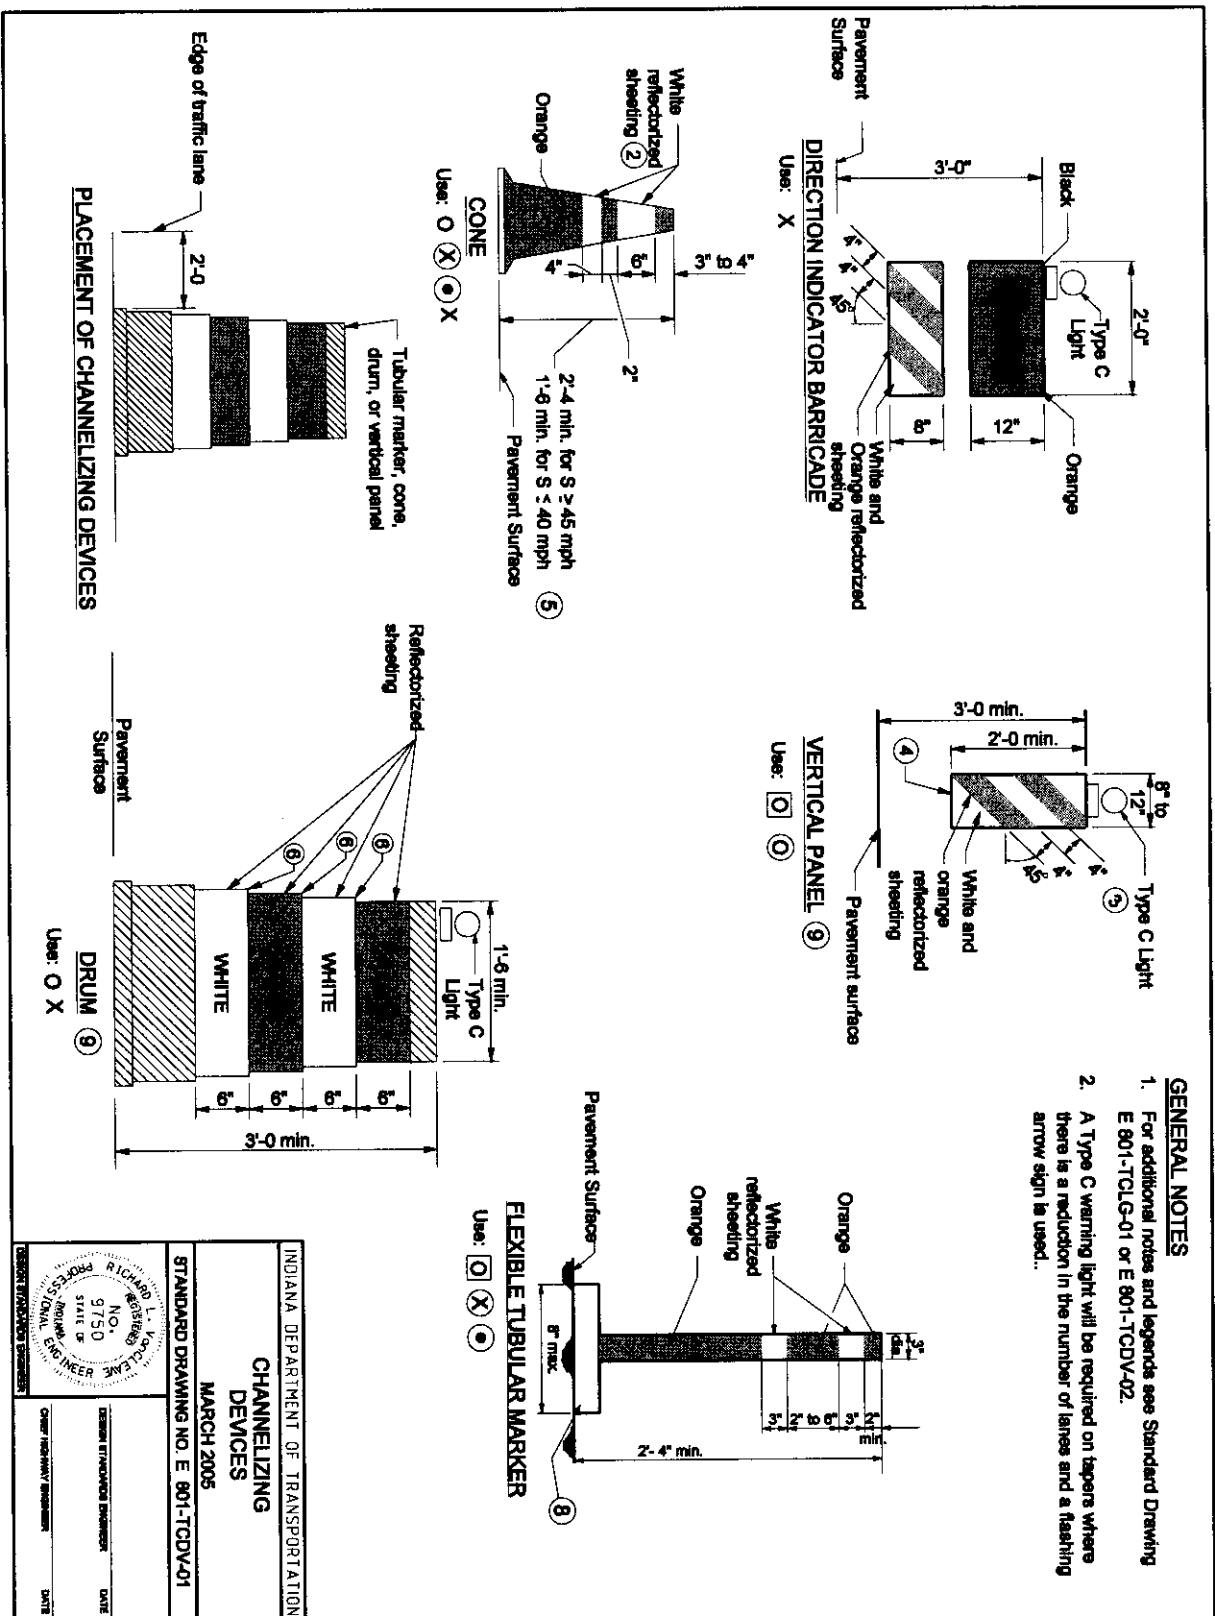 2'-0"
Black
Type C
Light
Orange
3'-0"
12"
8"
4"
4"
45°
Pavement
Surface
White and
Orange reflectorized
sheeting
DIRECTION INDICATOR BARRICADE
Use: X
8" to
12"
Type C Light
3
3'-0 min.
2'-0 min.
4"
4"
45°
White and
orange
reflectorized
sheeting
4
Pavement surface
VERTICAL PANEL 9
Use: O O
GENERAL NOTES
1. For additional notes and legends see Standard Drawing
E 801-TCLG-01 or E 801-TCDV-02.
2. A Type C warning light will be required on tapers where
there is a reduction in the number of lanes and a flashing
arrow sign is used..
White
reflectorized
sheeting 2
Orange
3" to 4"
6"
2"
4"
2'-4 min. for S ≥ 45 mph
1'-6 min. for S ≤ 40 mph 5
Pavement Surface
CONE
Use: O X ● X
Edge of traffic lane
2'-0
Tubular marker, cone,
drum, or vertical panel
PLACEMENT OF CHANNELIZING DEVICES
Reflectorized
sheeting
1'-6 min.
Type C
Light
6
6
6
WHITE
WHITE
6"
6"
6"
6"
3'-0 min.
Pavement
Surface
DRUM 9
Use: O X
3"
dia.
Orange
White
reflectorized
sheeting
Orange
2"
min.
3"
2" to 6"
3"
2'- 4" min.
Pavement Surface
8" max.
8
FLEXIBLE TUBULAR MARKER
Use: O X ●
INDIANA DEPARTMENT OF TRANSPORTATION
CHANNELIZING
DEVICES
MARCH 2005
STANDARD DRAWING NO. E 801-TCDV-01
RICHARD L. VANCLEAVE
REGISTERED
NO.
9750
STATE OF
INDIANA
PROFESSIONAL ENGINEER
DESIGN STANDARDS ENGINEER DATE
CHIEF HIGHWAY ENGINEER DATE
DESIGN STANDARDS ENGINEER